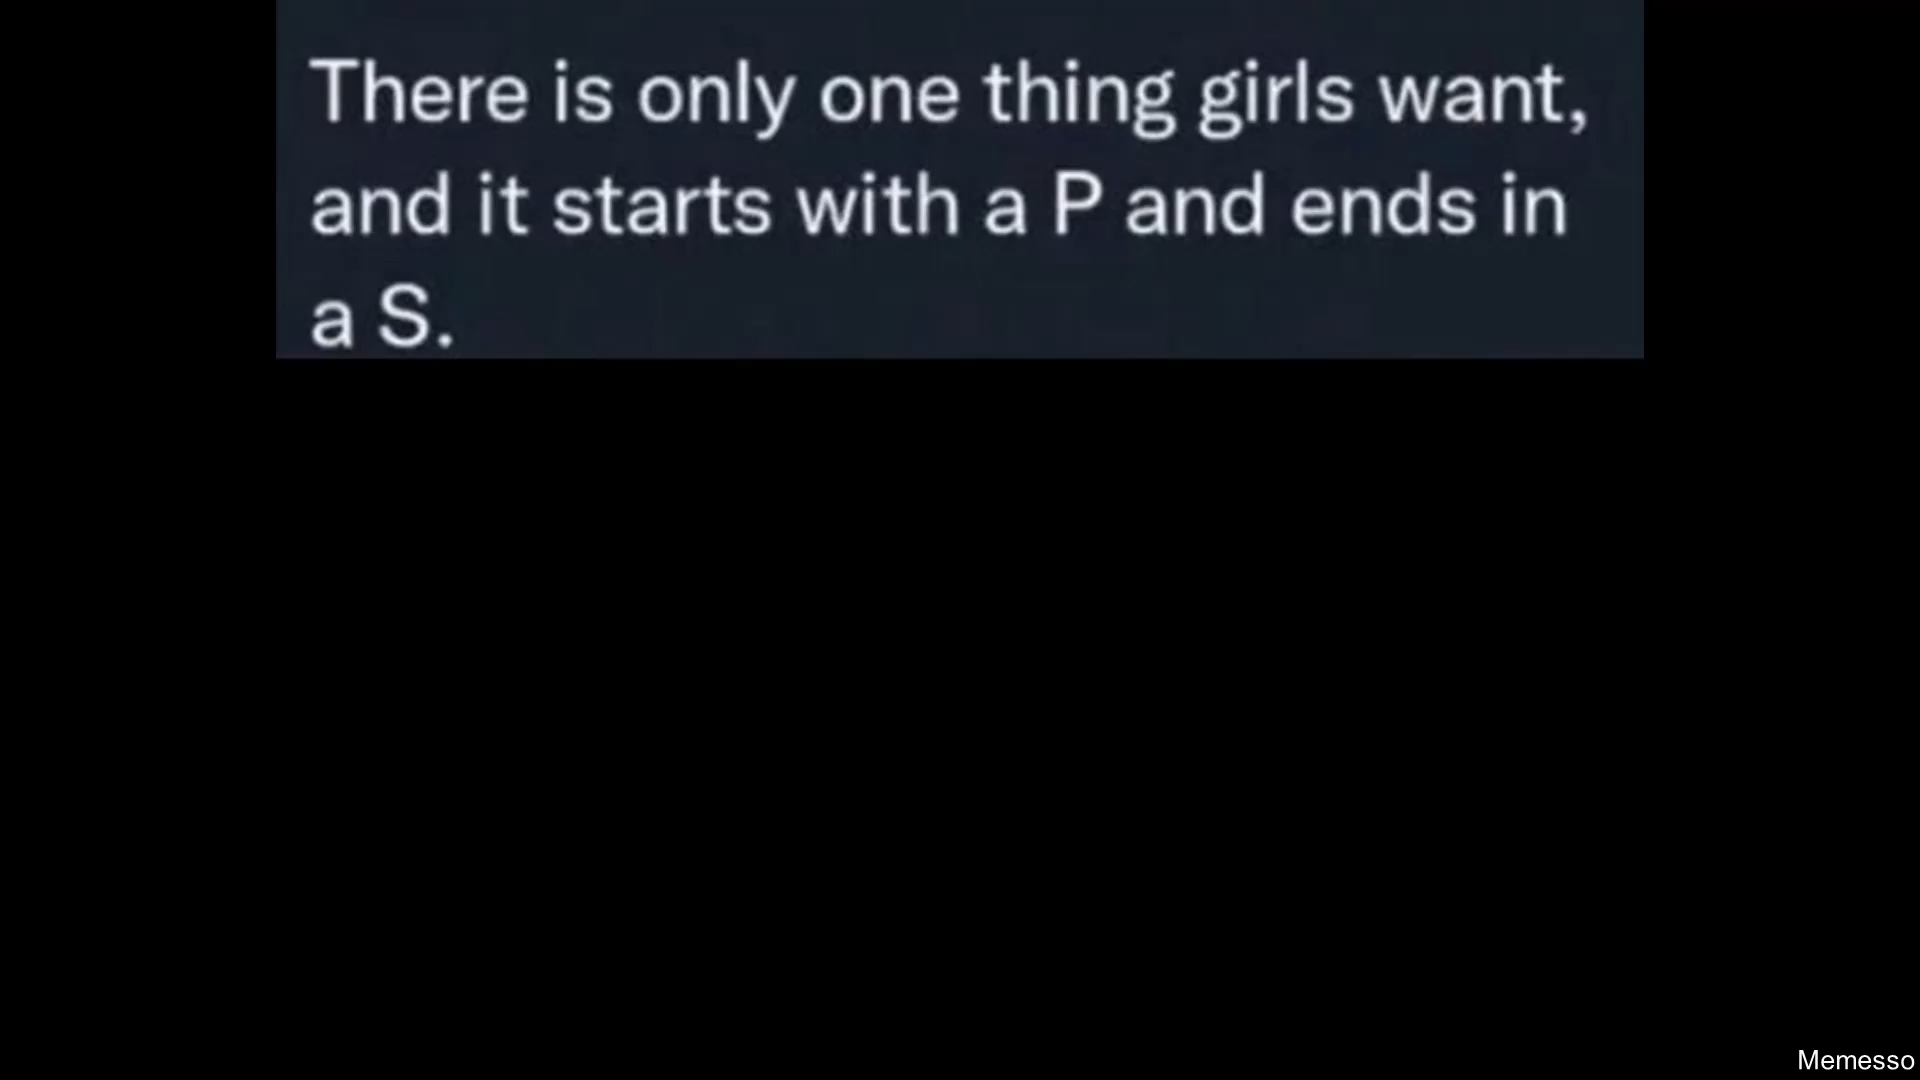 There is only one thing girls want,
and it starts with a P and ends in
a S.
Memesso